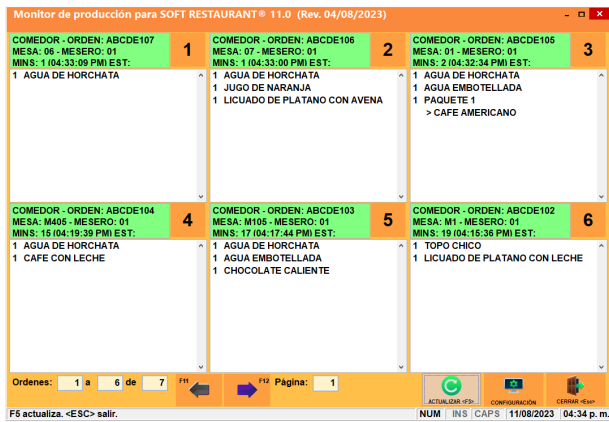 Monitor de producción para SOFT RESTAURANT® 11.0 (Rev. 04/08/2023)
COMEDOR - ORDEN: ABCDE107
MESA: 06 - MESERO: 01
MINS: 1 (04:33:09 PM) EST:
1
1 AGUA DE HORCHATA
COMEDOR - ORDEN: ABCDE106
MESA: 07 - MESERO: 01
MINS: 1 (04:33:00 PM) EST:
2
1 AGUA DE HORCHATA
1 JUGO DE NARANJA
1 LICUADO DE PLATANO CON AVENA
COMEDOR - ORDEN: ABCDE105
MESA: 01 - MESERO: 01
MINS: 2 (04:32:34 PM) EST:
3
1 AGUA DE HORCHATA
1 AGUA EMBOTELLADA
1 PAQUETE 1
> CAFE AMERICANO
COMEDOR - ORDEN: ABCDE104
MESA: M405 - MESERO: 01
MINS: 15 (04:19:39 PM) EST:
4
1 AGUA DE HORCHATA
1 CAFE CON LECHE
COMEDOR - ORDEN: ABCDE103
MESA: M105 - MESERO: 01
MINS: 17 (04:17:44 PM) EST:
5
1 AGUA DE HORCHATA
1 AGUA EMBOTELLADA
1 CHOCOLATE CALIENTE
COMEDOR - ORDEN: ABCDE102
MESA: M1 - MESERO: 01
MINS: 19 (04:15:36 PM) EST:
6
1 TOPO CHICO
1 LICUADO DE PLATANO CON LECHE
Ordenes: 1 a 6 de 7
F11
F12
Página: 1
ACTUALIZAR <F5>
CONFIGURACIÓN
CERRAR <Esc>
F5 actualiza. <ESC> salir.
NUM INS CAPS 11/08/2023 04:34 p. m.